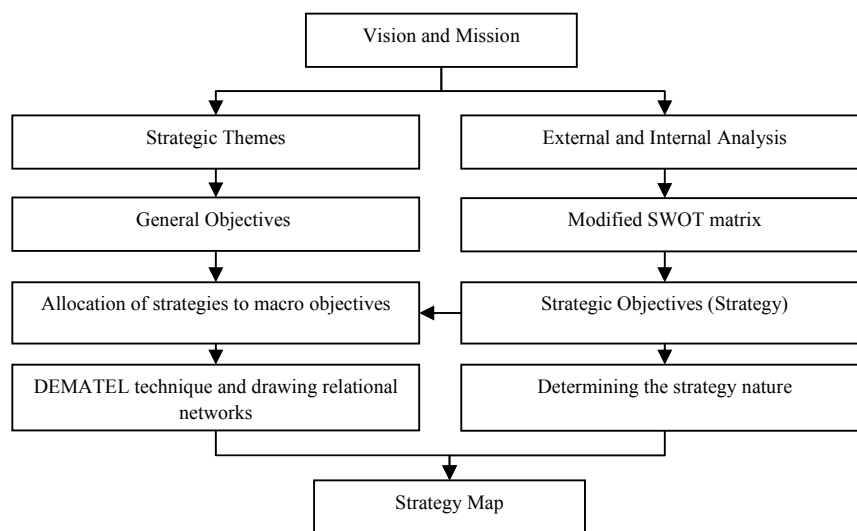 Vision and Mission
Strategic Themes
External and Internal Analysis
General Objectives
Modified SWOT matrix
Allocation of strategies to macro objectives
Strategic Objectives (Strategy)
DEMATEL technique and drawing relational
networks
Determining the strategy nature
Strategy Map